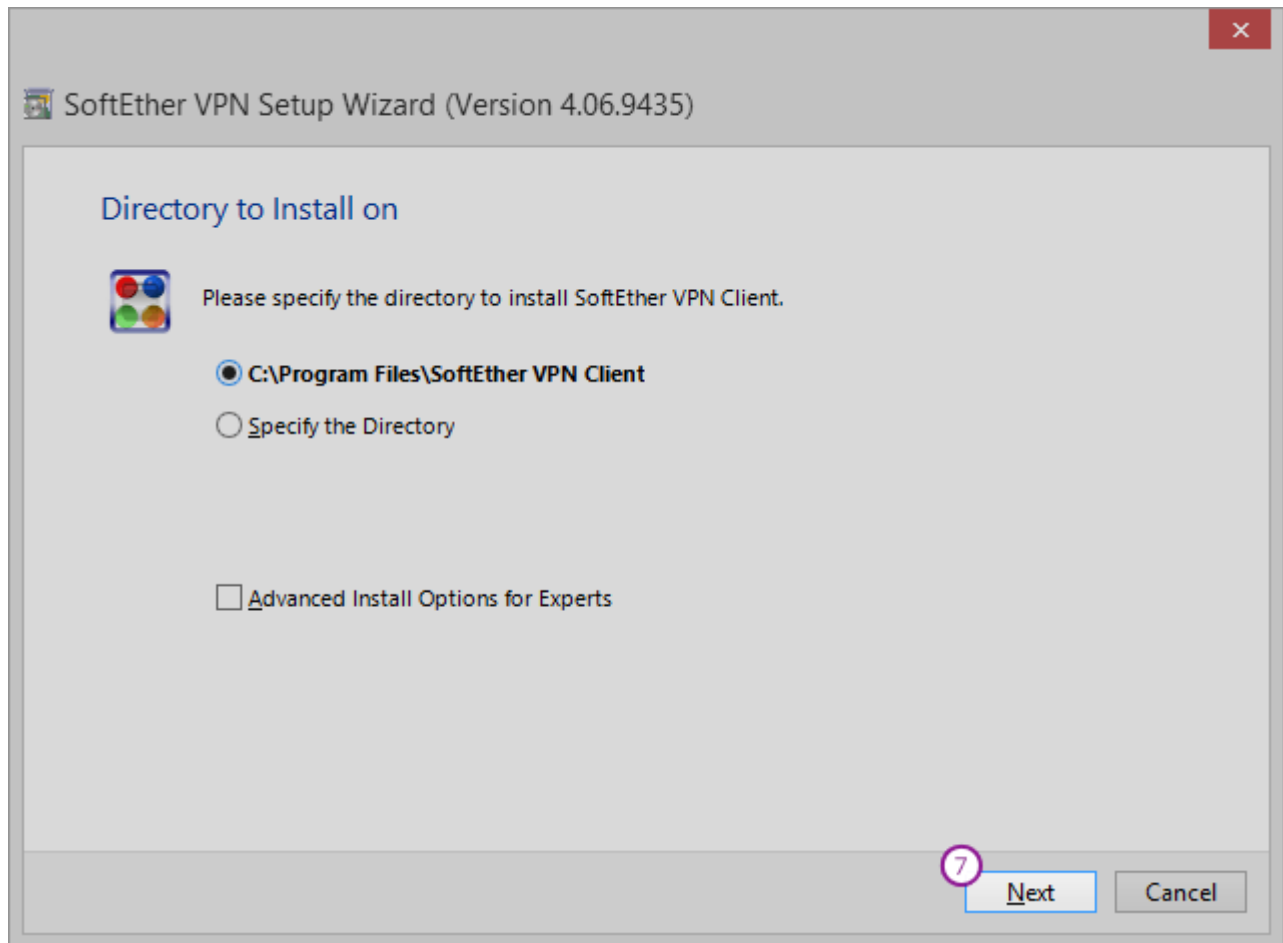 SoftEther VPN Setup Wizard (Version 4.06.9435)
Directory to Install on
Please specify the directory to install SoftEther VPN Client.
C:\Program Files\SoftEther VPN Client
Specify the Directory
Advanced Install Options for Experts
7
Next Cancel